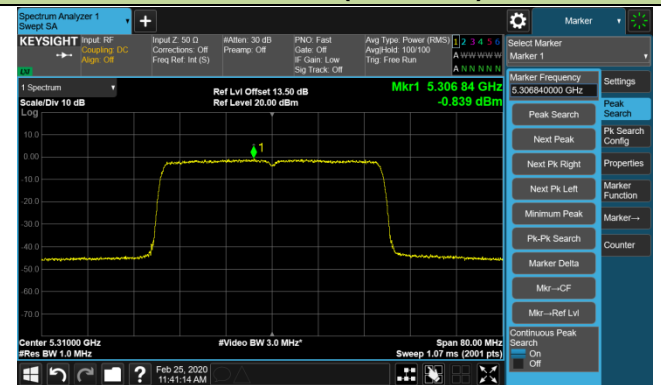 Spectrum Analyzer 1
Swept SA
+
Marker
KEYSIGHT
Input: RF
Coupling: DC
Align: Off
Input Z: 50 Ω
Corrections: Off
Freq Ref: Int (S)
#Atten: 30 dB
Preamp: Off
PNO: Fast
Gate: Off
IF Gain: Low
Sig Track: Off
Avg Type: Power (RMS)
Avg|Hold: 100/100
Trig: Free Run
1 2 3 4 5 6
A W W W W W
A N N N N N
Select Marker
Marker 1
LXI
1 Spectrum
Scale/Div 10 dB
Log
Ref Lvl Offset 13.50 dB
Ref Level 20.00 dBm
Mkr1 5.306 84 GHz
-0.839 dBm
Marker Frequency
5.306840000 GHz
Peak Search
Next Peak
Next Pk Right
Next Pk Left
Minimum Peak
Pk-Pk Search
Marker Delta
Mkr→CF
Mkr→Ref Lvl
Continuous Peak
Search
On
Off
Settings
Peak
Search
Pk Search
Config
Properties
Marker
Function
Marker→
Counter
1
10.0
0.00
-10.0
-20.0
-30.0
-40.0
-50.0
-60.0
-70.0
Center 5.31000 GHz
#Res BW 1.0 MHz
#Video BW 3.0 MHz*
Span 80.00 MHz
Sweep 1.07 ms (2001 pts)
?
Feb 25, 2020
11:41:14 AM